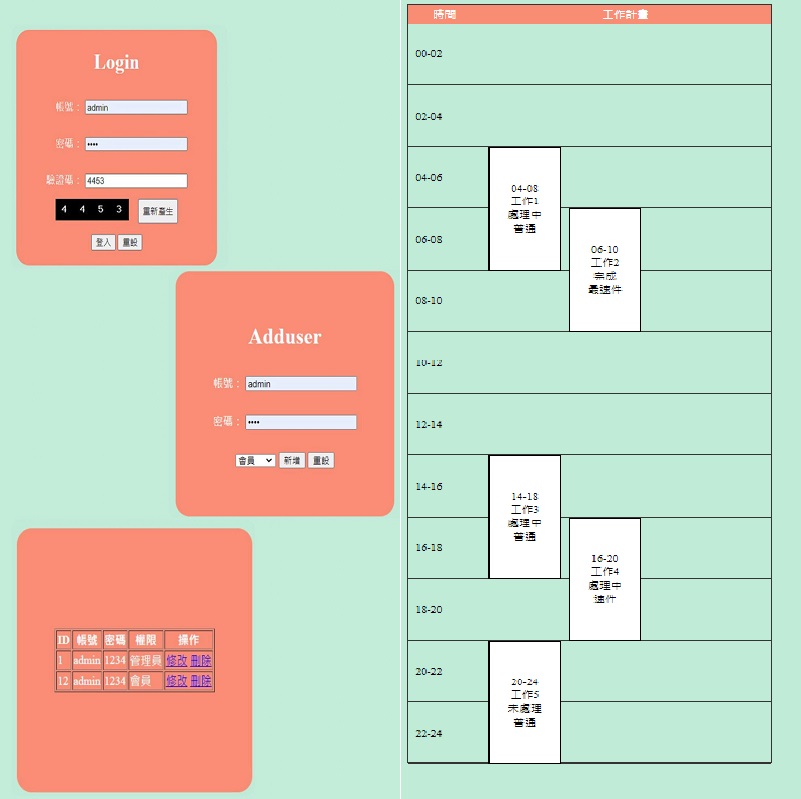 Login
帳號： admin
密碼： ••••
驗證碼： 4453
4 4 5 3 重新產生
登入 重設
Adduser
帳號： admin
密碼： ••••
會員 新增 重設
ID 帳號 密碼 權限 操作
1 admin 1234 管理員 修改 刪除
12 admin 1234 會員 修改 刪除
時間 工作計畫
00-02
02-04
04-06
06-08
08-10
10-12
12-14
14-16
16-18
18-20
20-22
22-24
04-08
工作1
處理中
普通
06-10
工作2
完成
最速件
14-18
工作3
處理中
普通
16-20
工作4
處理中
速件
20-24
工作5
未處理
普通